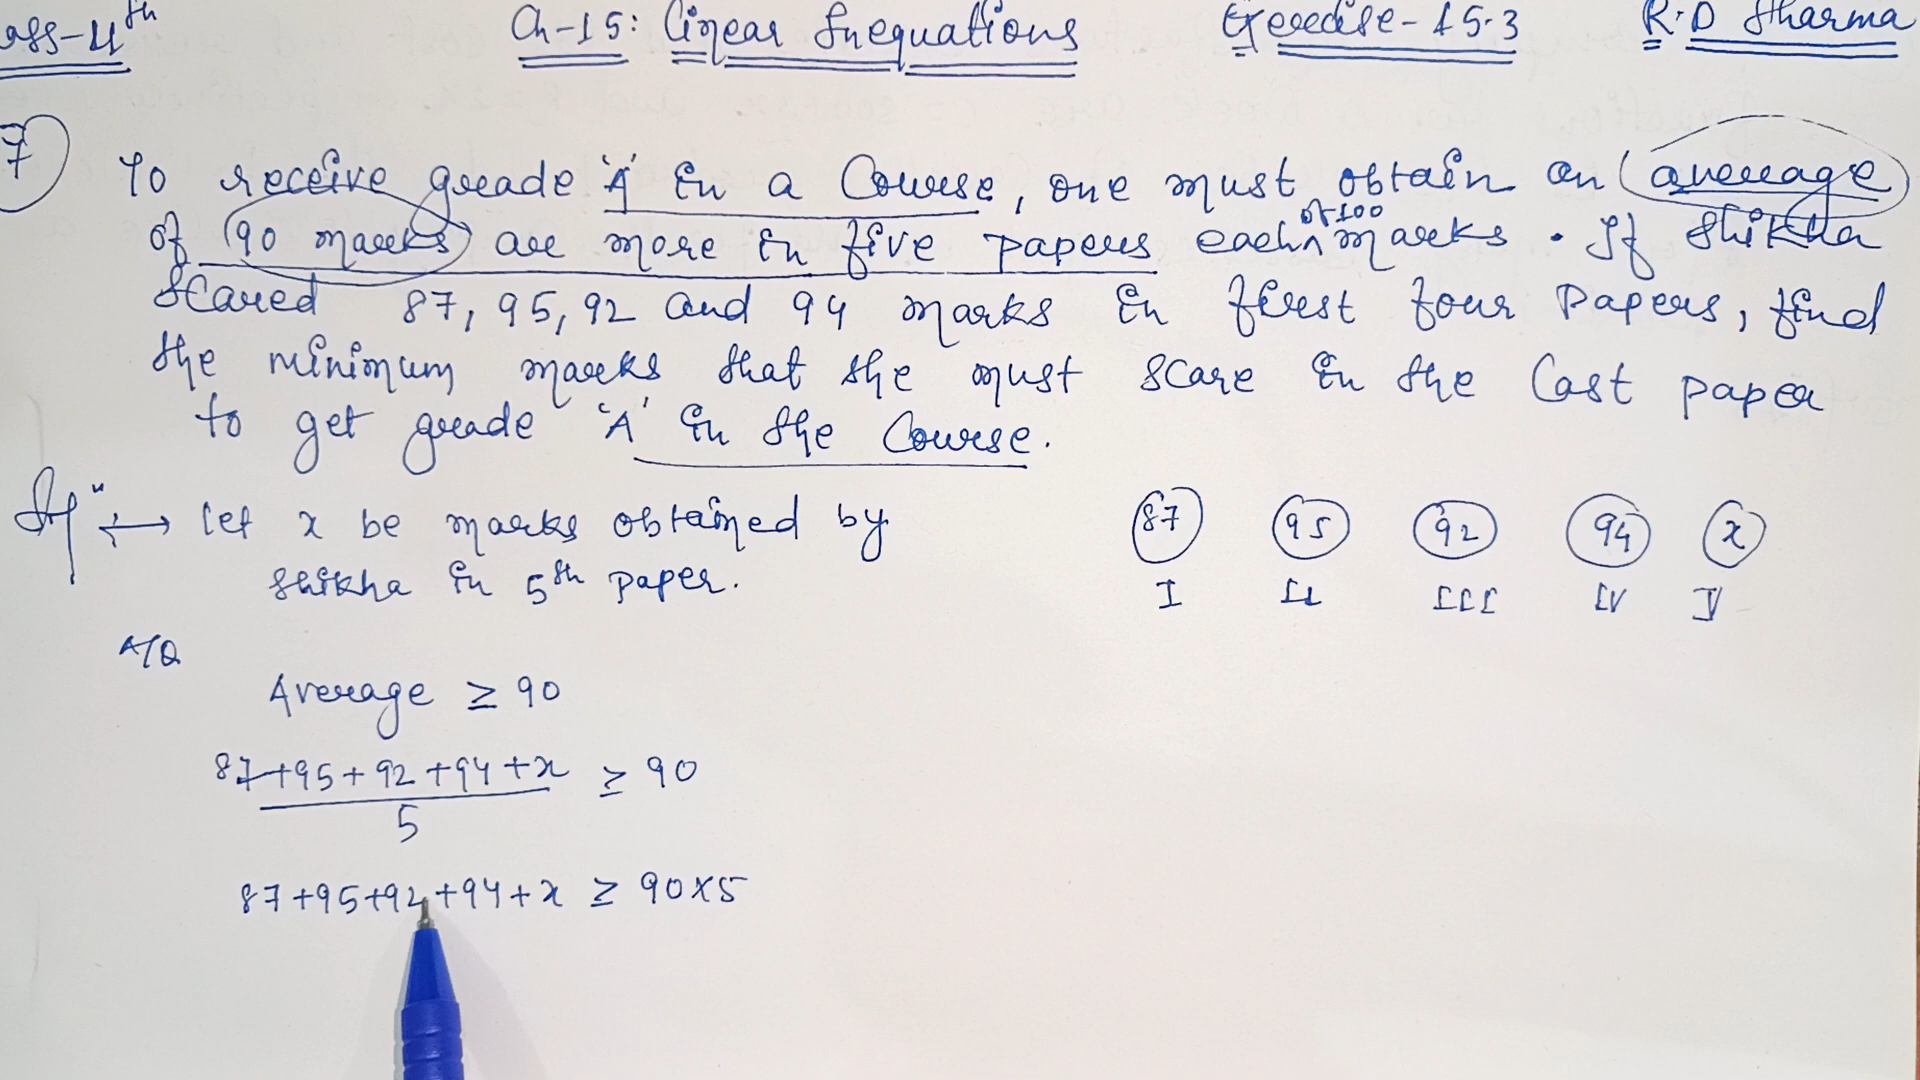 ass-11th Ch-15: Linear Inequations Exercise-15.3 R.D Sharma
7 To receive grade 'A' in a Course, one must obtain an average
of 90 marks are more in five papers each of 100 marks. If Shikha
Scared 87, 95, 92 and 94 marks in first four Papers, find
the minimum marks that she must scare in the last paper
to get grade 'A' in the Course.
Solⁿ → Let x be marks obtained by
Shikha in 5th paper.
87 95 92 94 x
I II III IV V
A/Q
Average ≥ 90
87+95+92+94+x ≥ 90
5
87+95+92+94+x ≥ 90×5